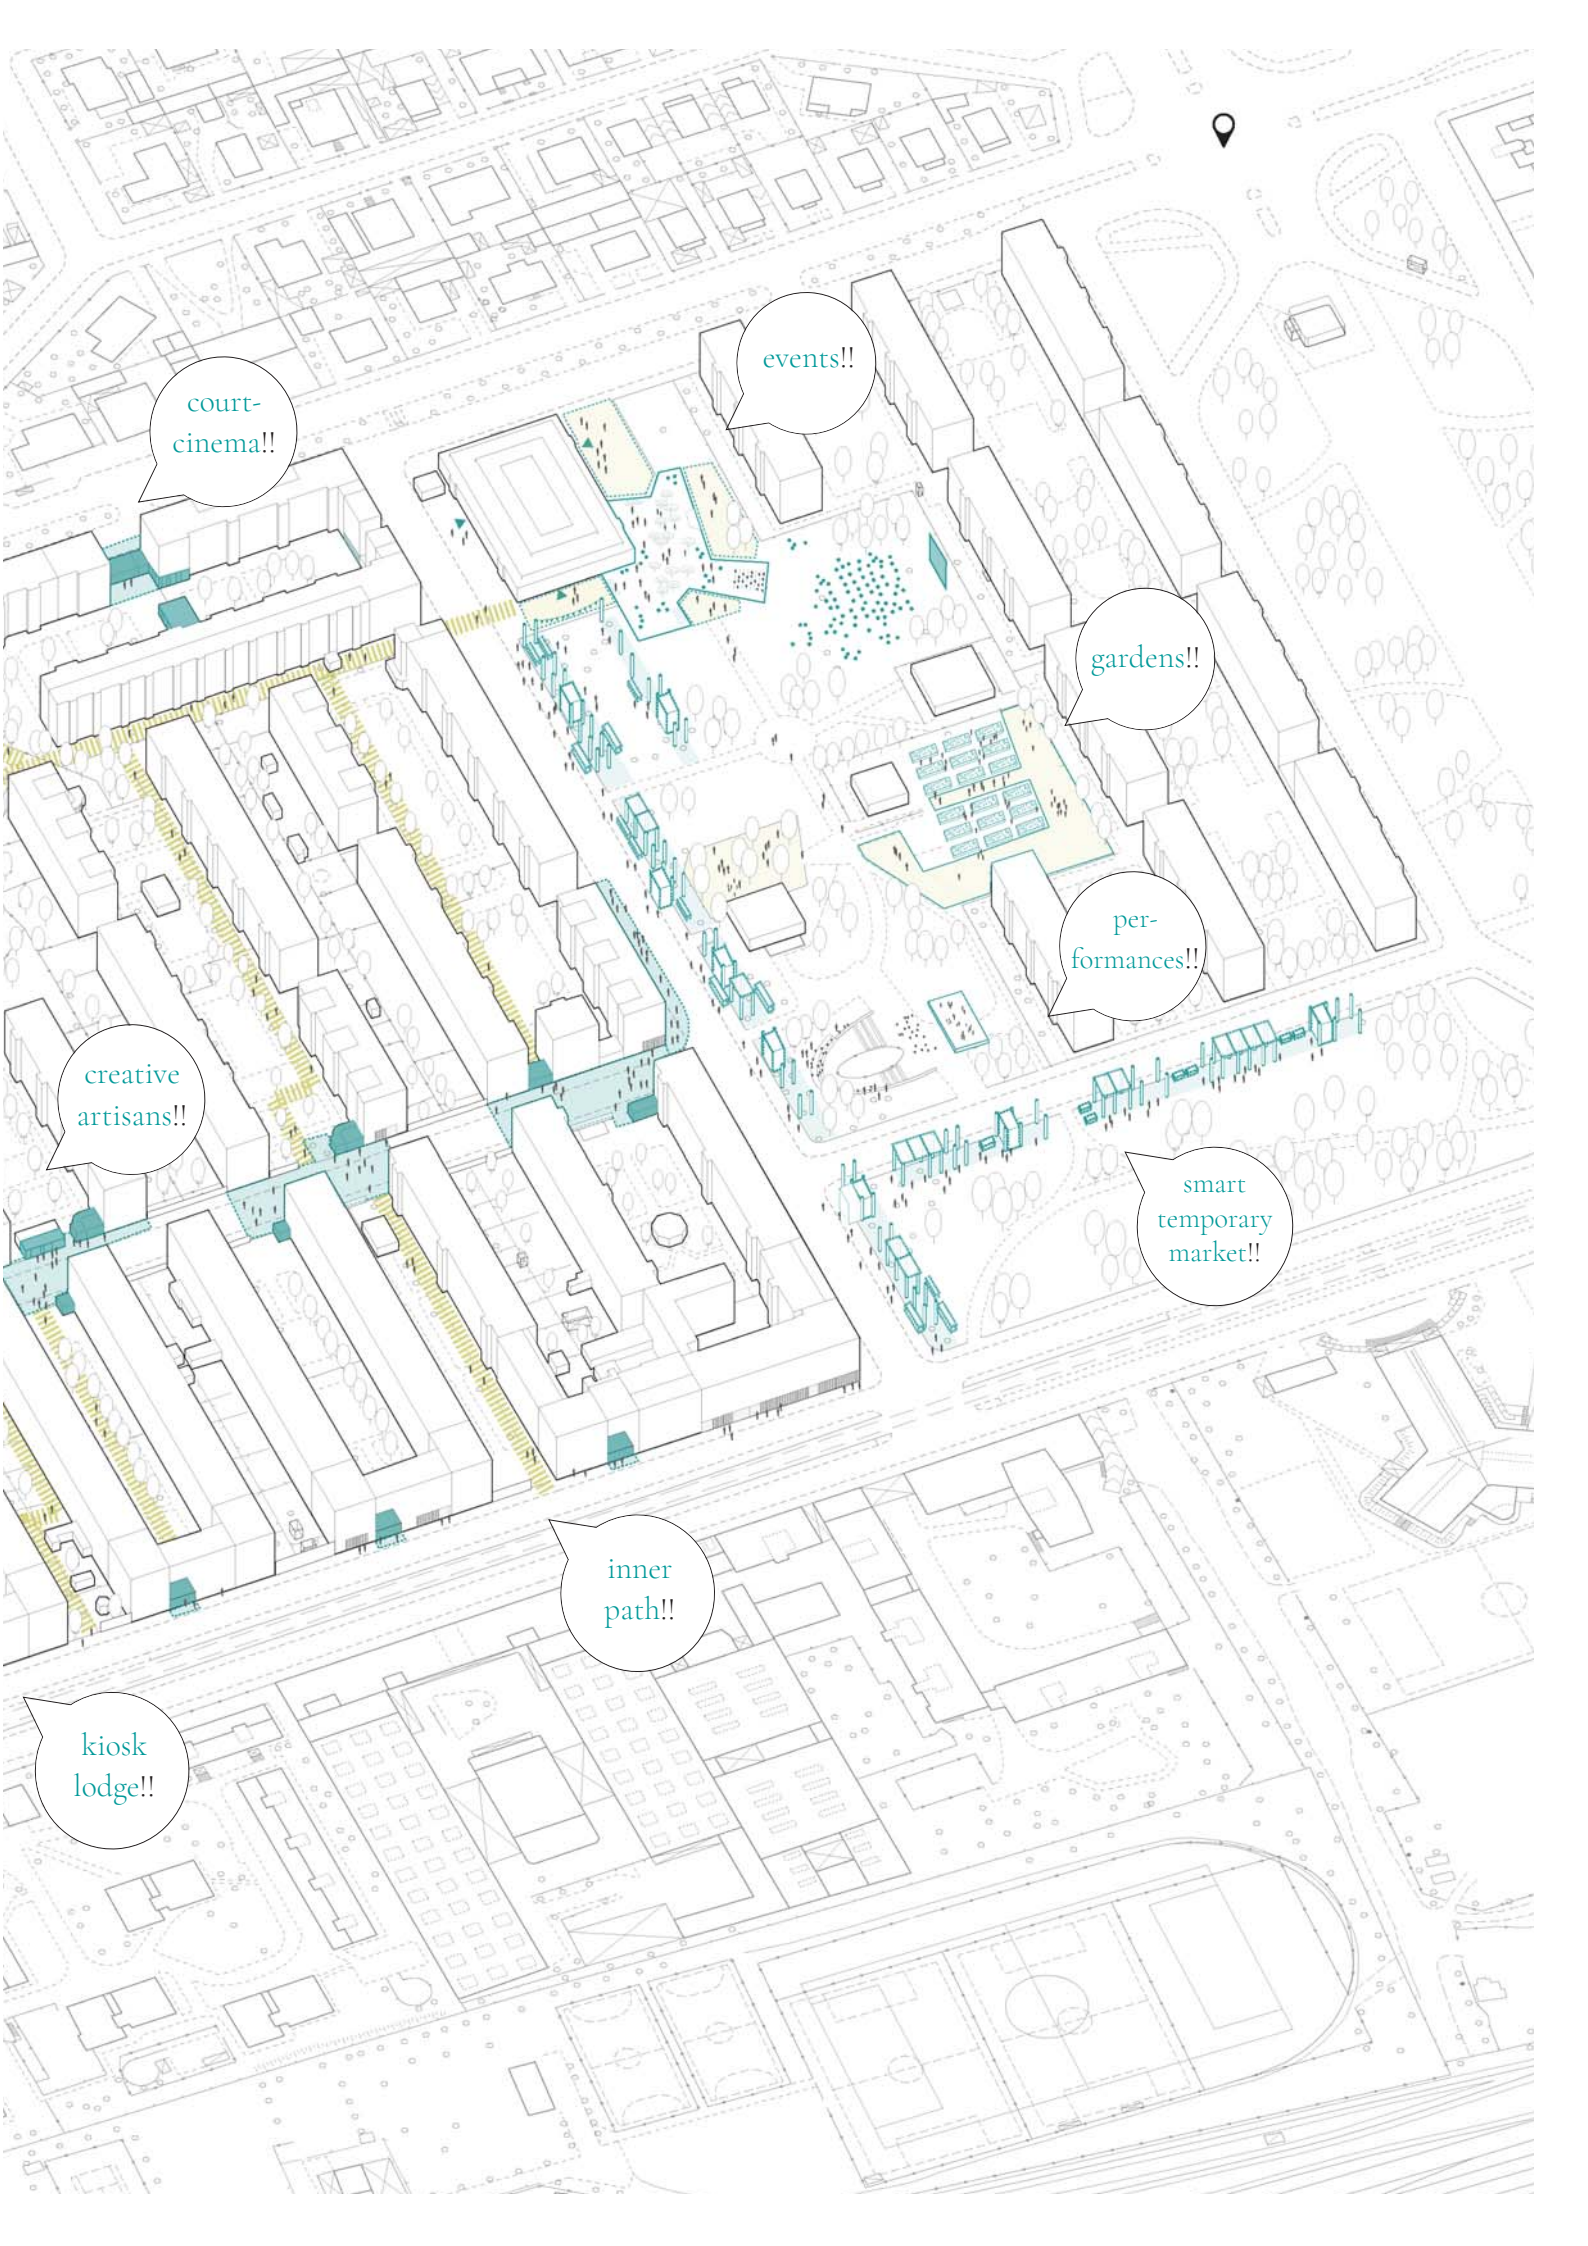 events!!
court-
cinema!!
gardens!!
per-
formances!!
creative
artisans!!
smart
temporary
market!!
inner
path!!
kiosk
lodge!!